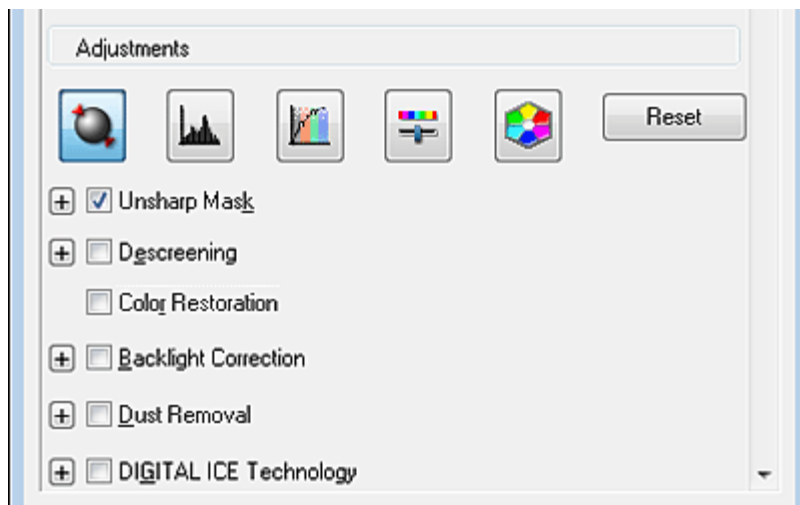 Adjustments
Reset
Unsharp Mask
Descreening
Color Restoration
Backlight Correction
Dust Removal
DIGITAL ICE Technology